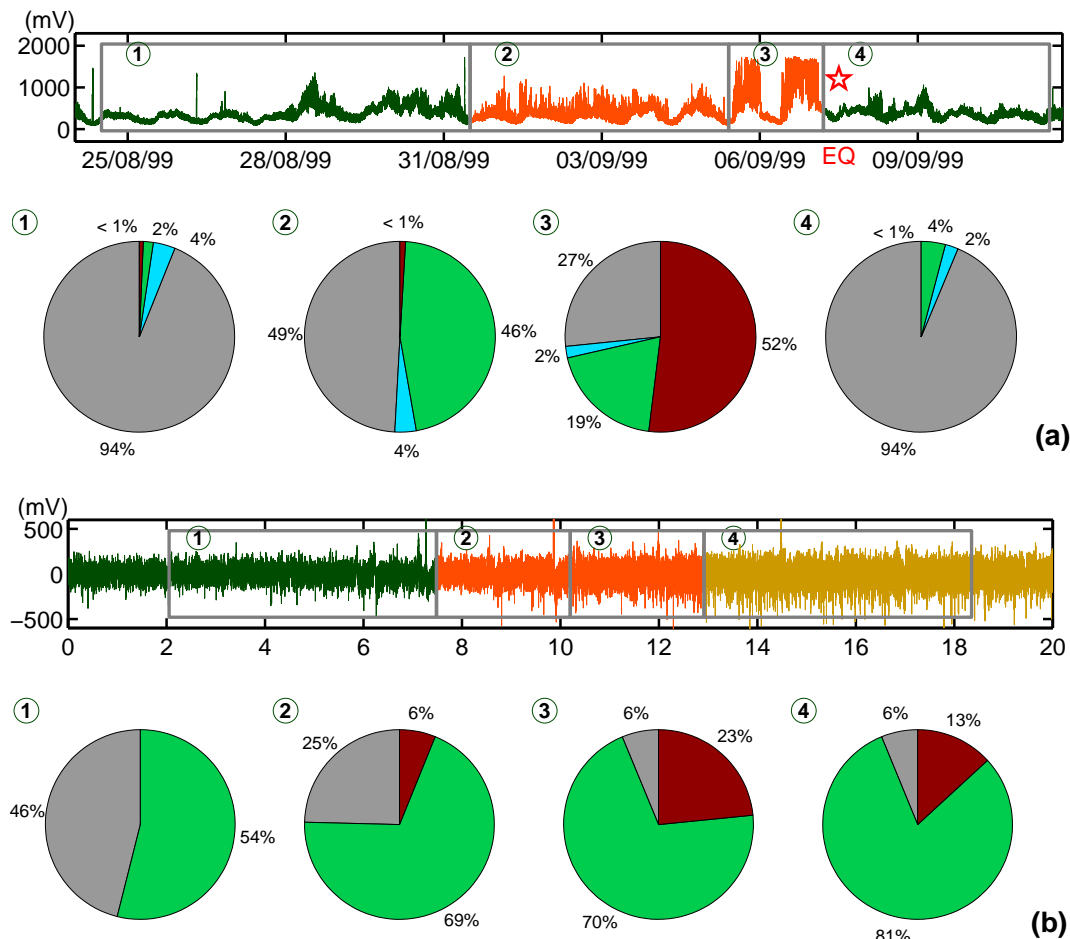 (mV)
2000
1000
0
1 2 3 4
25/08/99 28/08/99 31/08/99 03/09/99 06/09/99 EQ 09/09/99
1 2 3 4
< 1% 2% 4% 94%
< 1% 46% 4% 49%
27% 52% 19% 2%
< 1% 4% 2% 94%
(a)
(mV)
500
0
−500
1 2 3 4
0 2 4 6 8 10 12 14 16 18 20
1 2 3 4
46% 54%
25% 6% 69%
6% 23% 70%
6% 13% 81%
(b)